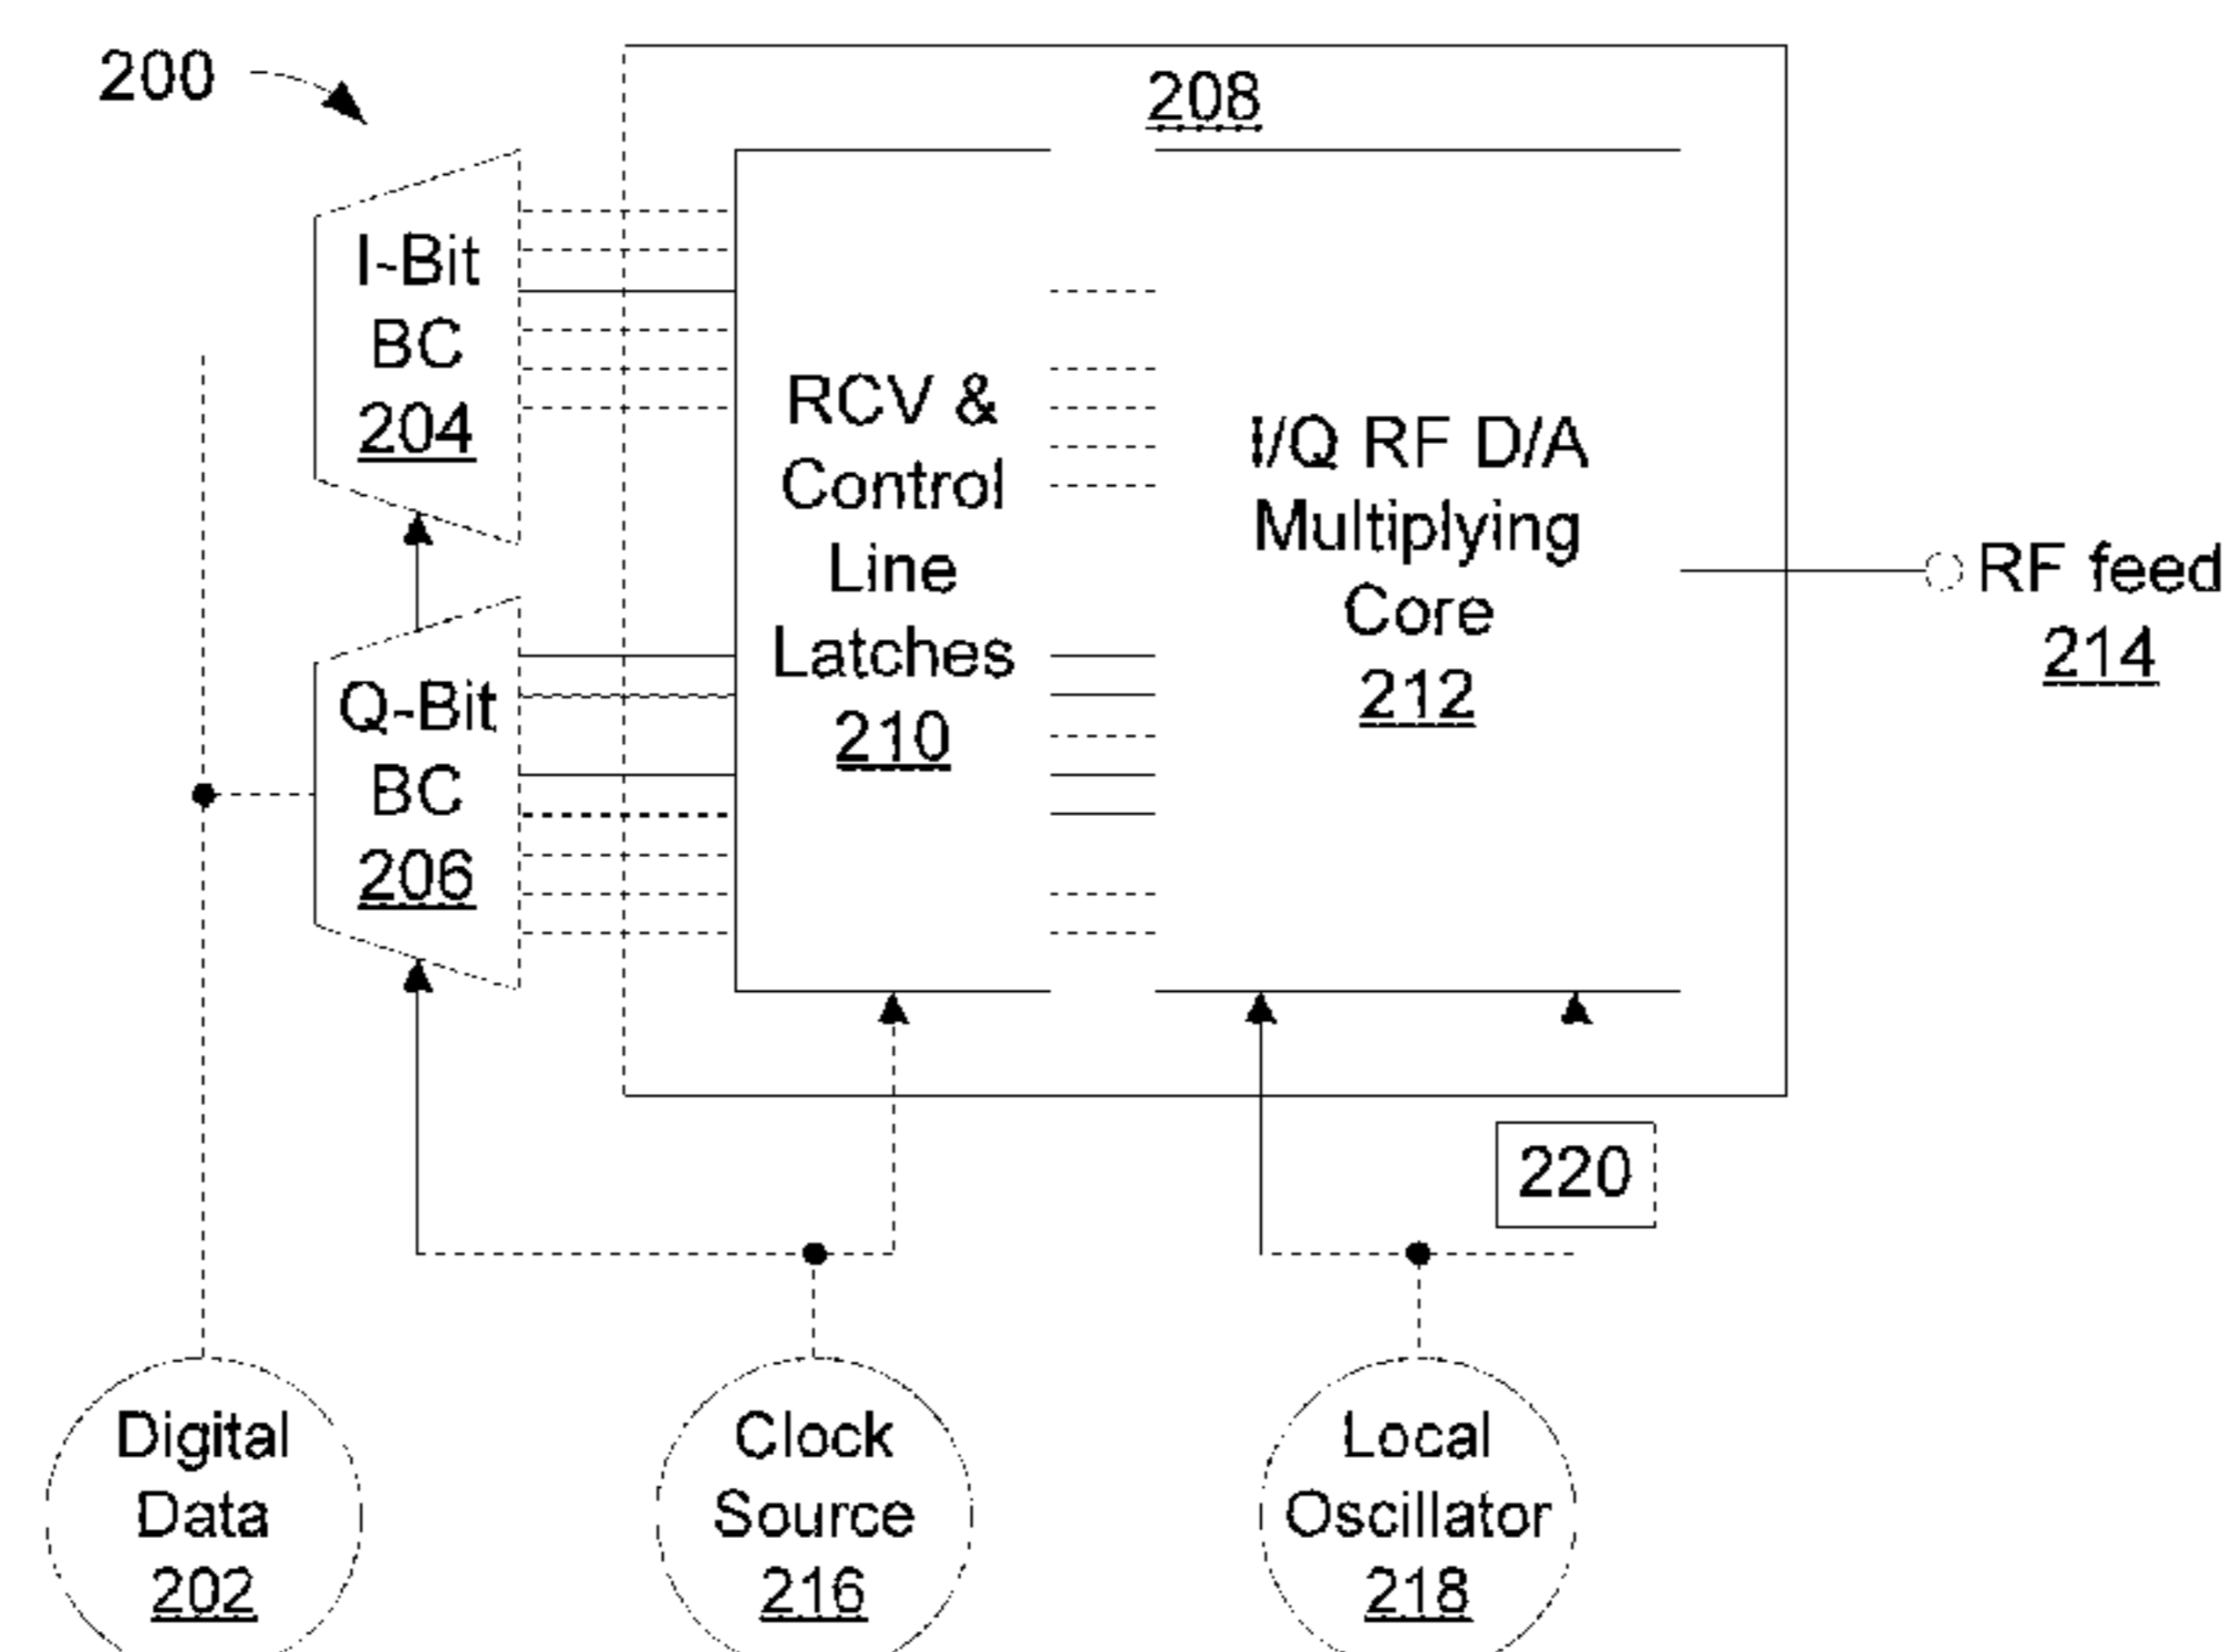 200
208
I-Bit
BC
204
Q-Bit
BC
206
RCV &
Control
Line
Latches
210
I/Q RF D/A
Multiplying
Core
212
RF feed
214
220
Digital
Data
202
Clock
Source
216
Local
Oscillator
218